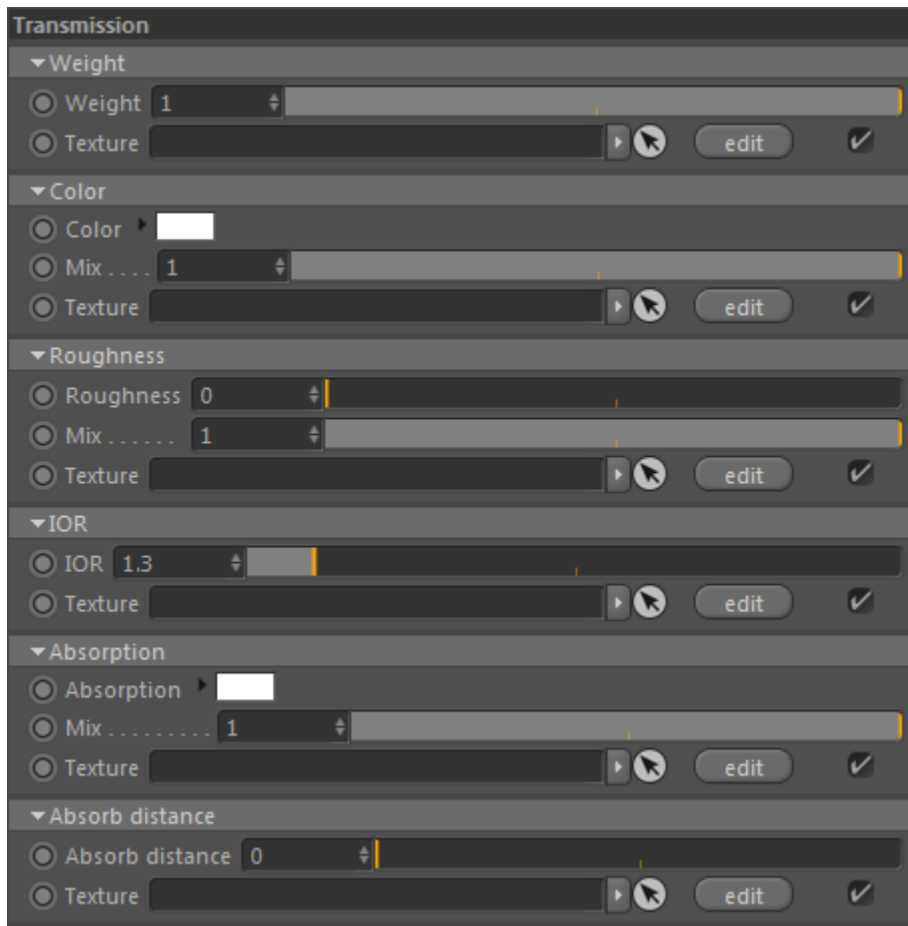 Transmission
Weight
Weight 1
Texture edit
Color
Color
Mix . . . . 1
Texture edit
Roughness
Roughness 0
Mix . . . . . . 1
Texture edit
IOR
IOR 1.3
Texture edit
Absorption
Absorption
Mix . . . . . . . . . 1
Texture edit
Absorb distance
Absorb distance 0
Texture edit